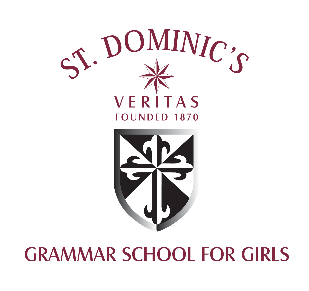 ST. DOMINIC'S
VERITAS
FOUNDED 1870
GRAMMAR SCHOOL FOR GIRLS